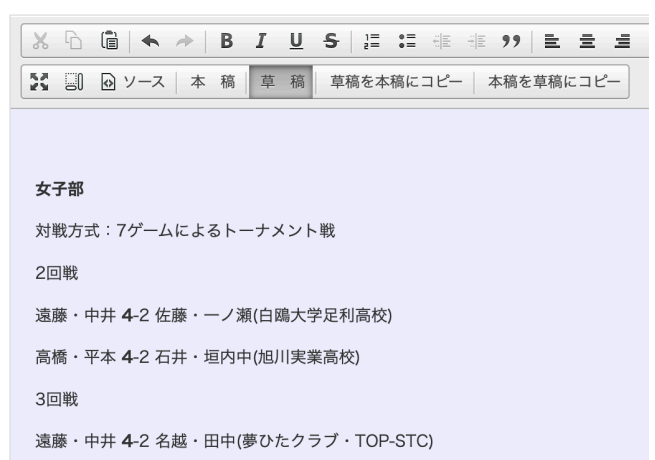 B I U S
ソース 本 稿 草 稿 草稿を本稿にコピー 本稿を草稿にコピー
女子部
対戦方式：7ゲームによるトーナメント戦
2回戦
遠藤・中井 4-2 佐藤・一ノ瀬(白鴎大学足利高校)
高橋・平本 4-2 石井・垣内中(旭川実業高校)
3回戦
遠藤・中井 4-2 名越・田中(夢ひたクラブ・TOP-STC)